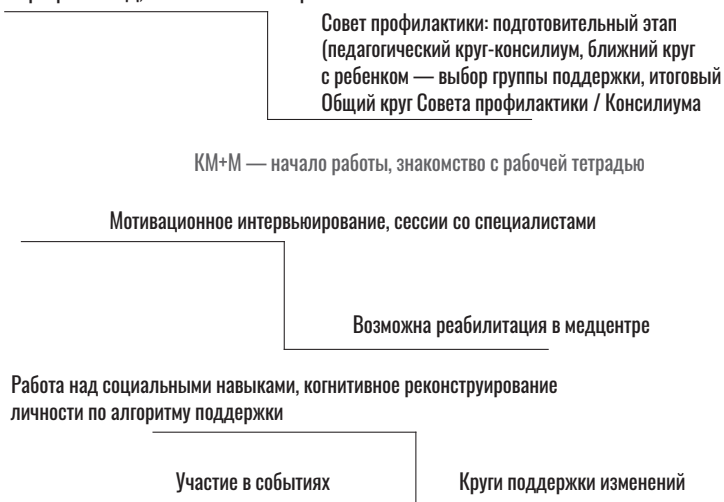 Совет профилактики: подготовительный этап
(педагогический круг-консилиум, ближний круг
с ребенком — выбор группы поддержки, итоговый
Общий круг Совета профилактики / Консилиума
КМ+М — начало работы, знакомство с рабочей тетрадью
Мотивационное интервьюирование, сессии со специалистами
Возможна реабилитация в медцентре
Работа над социальными навыками, когнитивное реконструирование
личности по алгоритму поддержки
Участие в событиях
Круги поддержки изменений